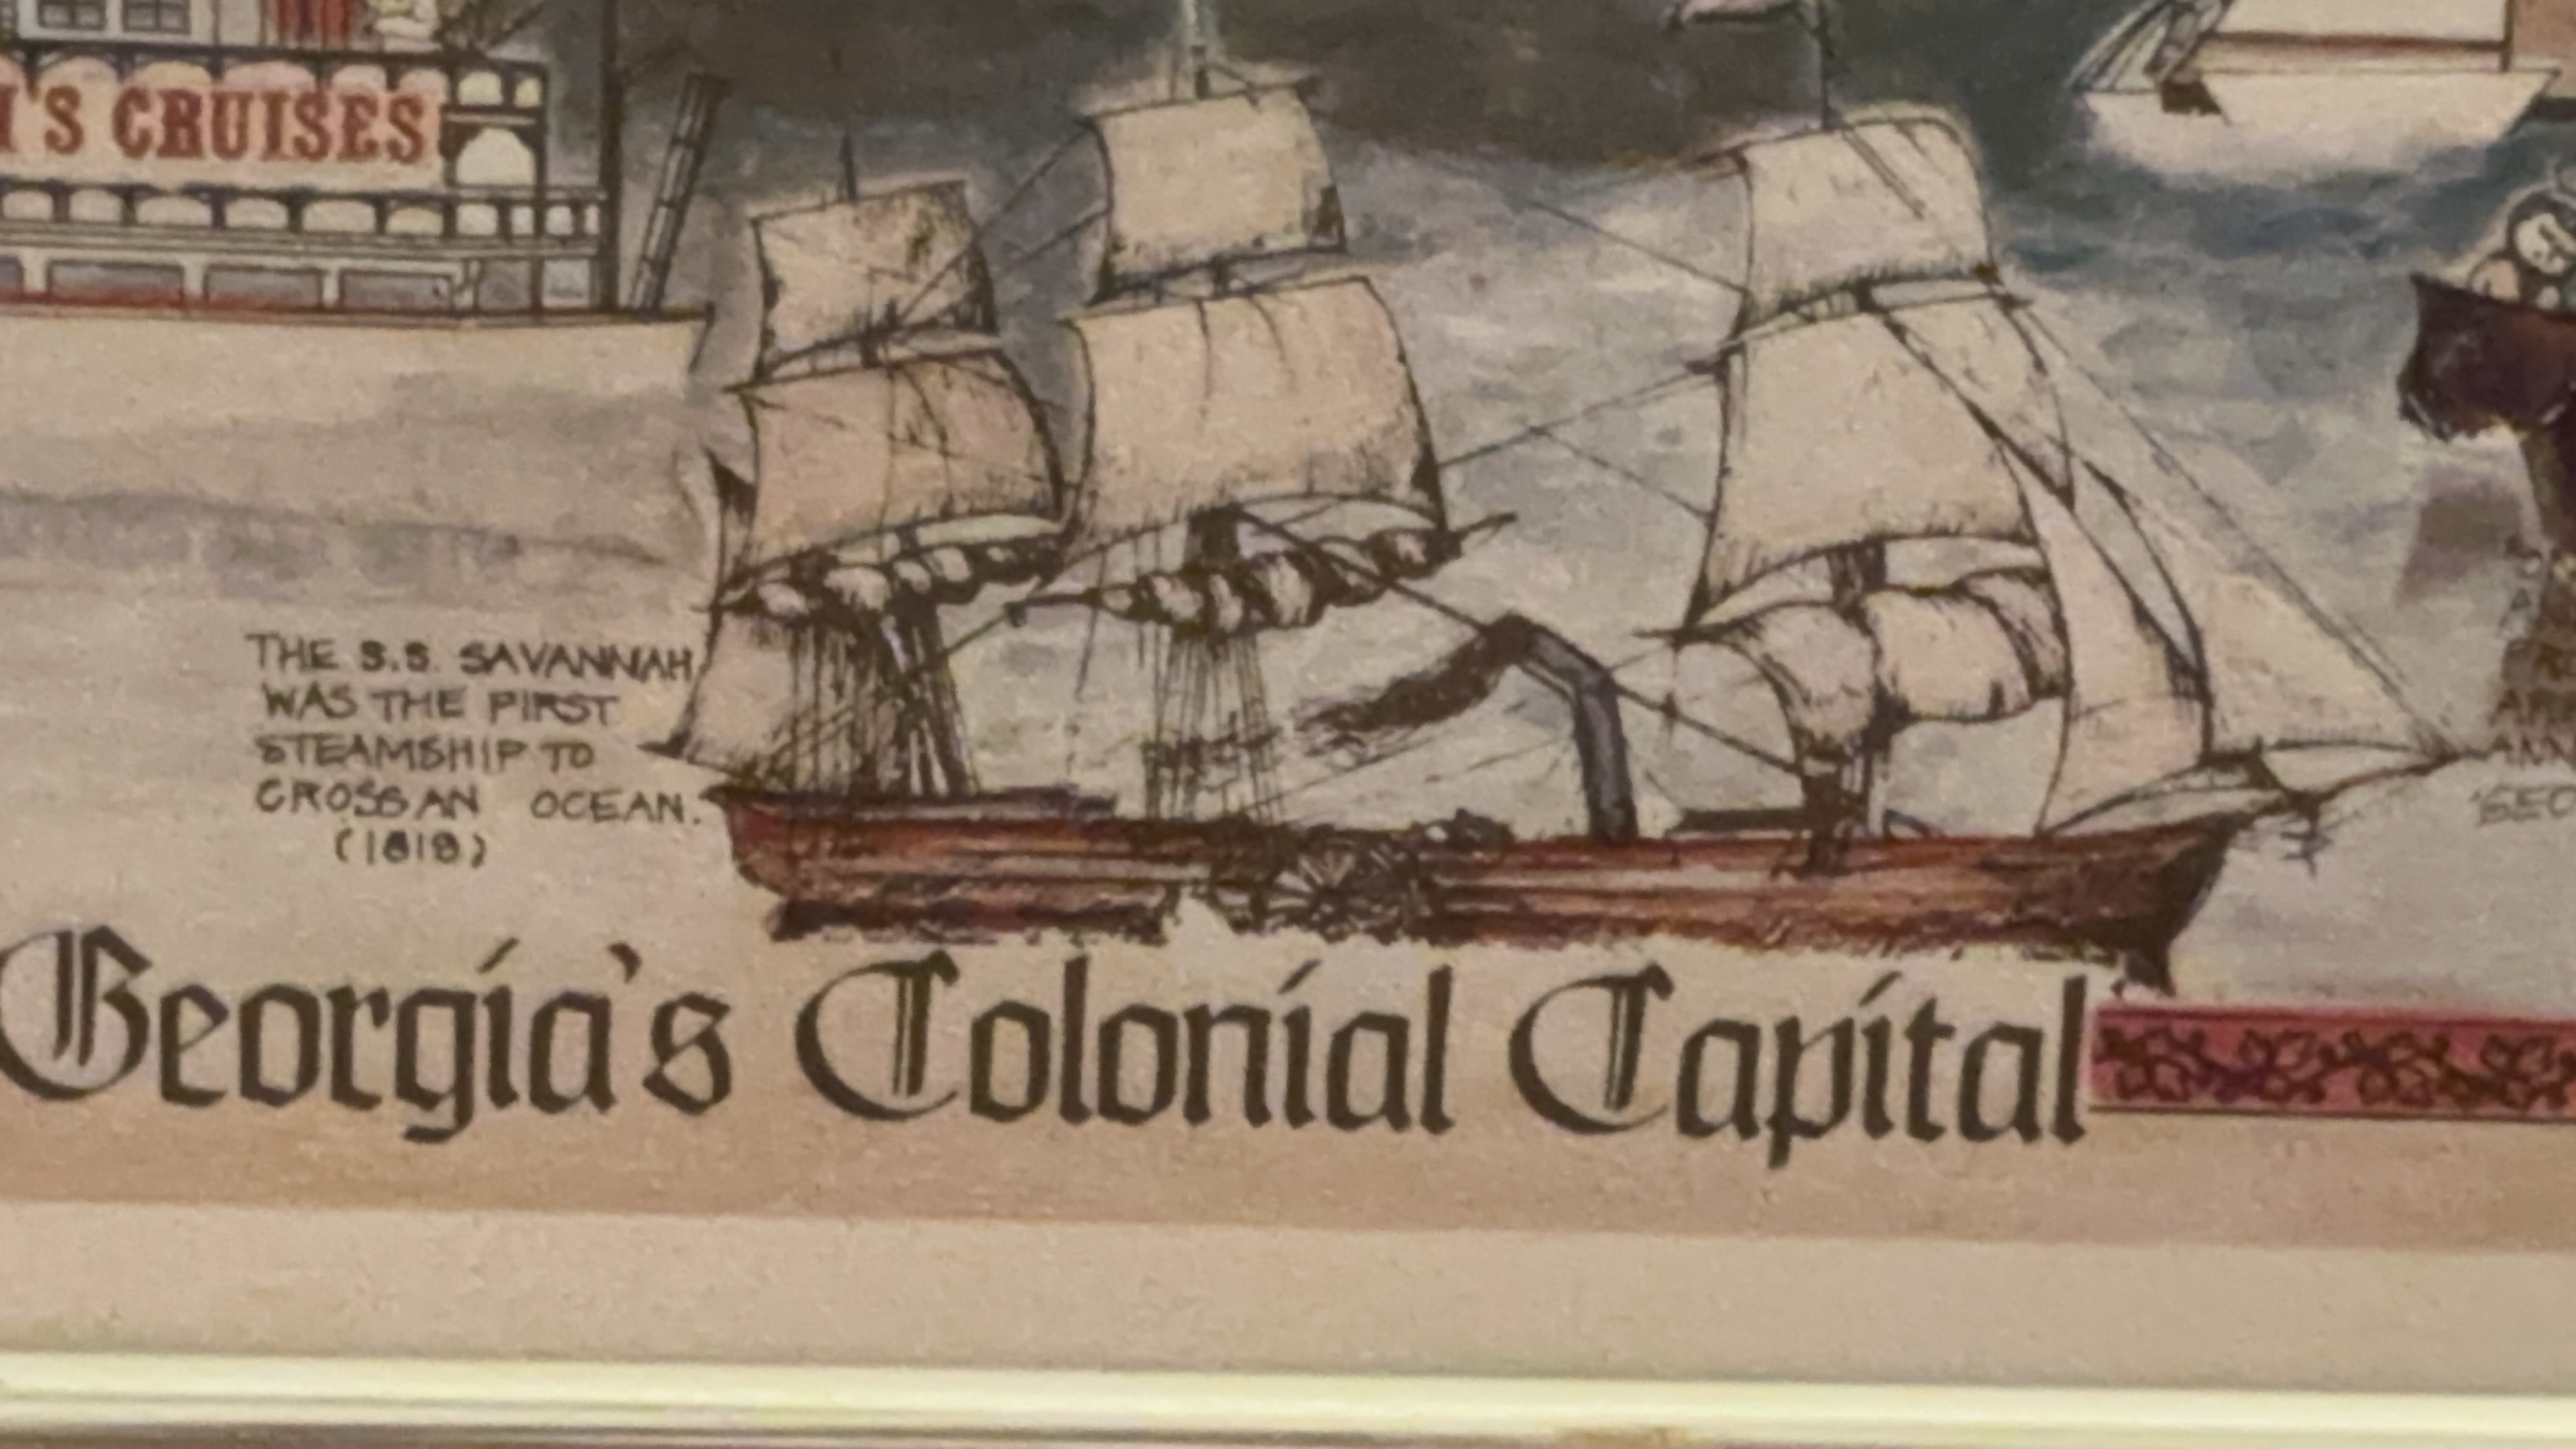 'S CRUISES
THE S.S. SAVANNAH
WAS THE FIRST
STEAMSHIP TO
CROSS AN OCEAN.
(1819)
Georgia's Colonial Capital